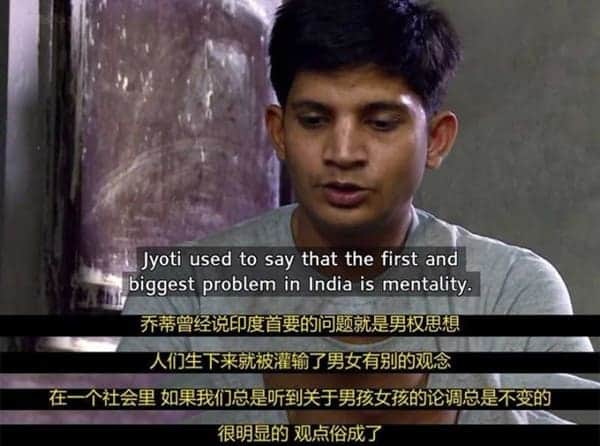 Jyoti used to say that the first and
biggest problem in India is mentality.
乔蒂曾经说印度首要的问题就是男权思想
人们生下来就被灌输了男女有别的观念
在一个社会里 如果我们总是听到关于男孩女孩的论调总是不变的
很明显的 观点俗成了